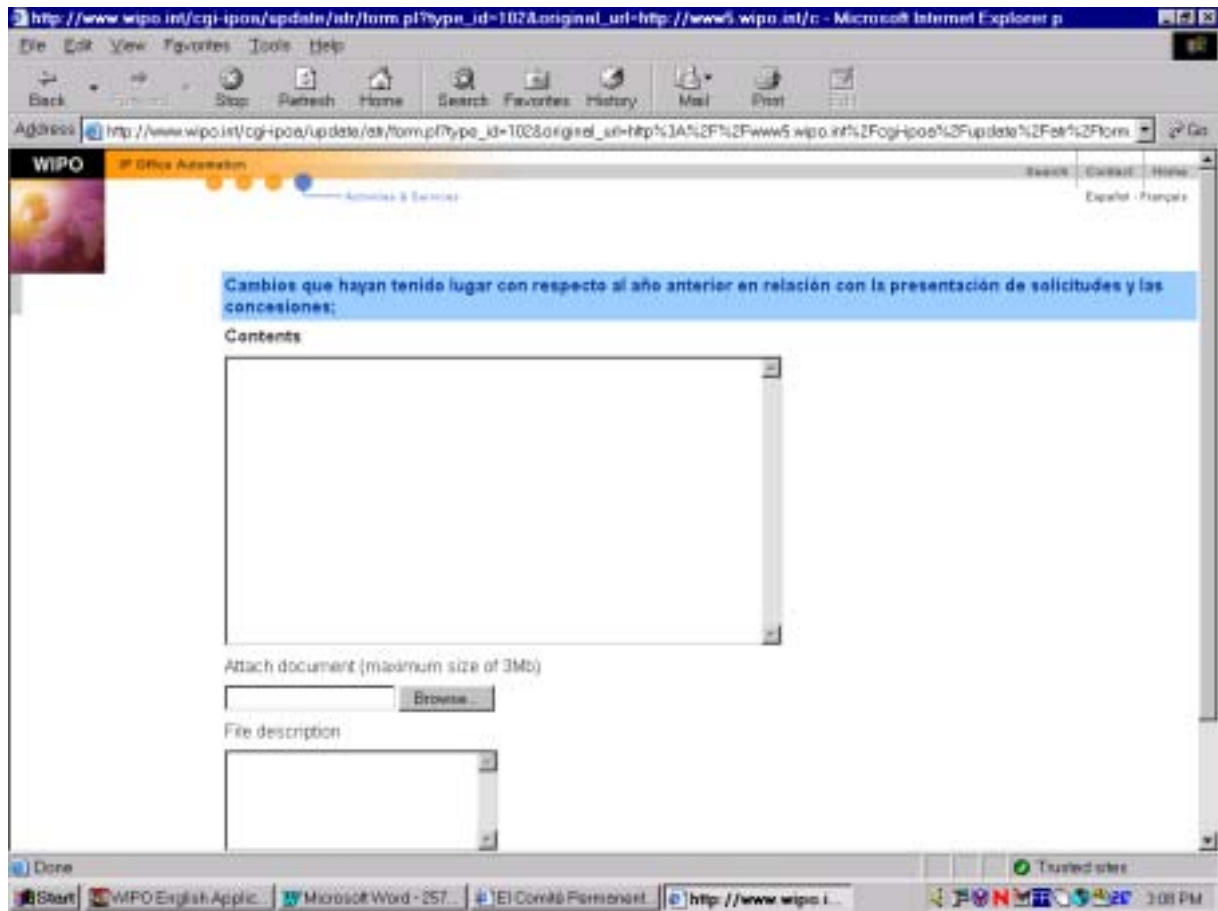 http://www.wipo.int/cgi-ipoa/update/atr/form.pl?type_id=102&original_url=http://www5.wipo.int/c - Microsoft Internet Explorer p
File Edit View Favorites Tools Help
Back Forward Stop Refresh Home Search Favorites History Mail Print Edit
Address http://www.wipo.int/cgi-ipoa/update/atr/form.pl?type_id=102&original_url=http%3A%2F%2Fwww5.wipo.int%2Fcgi-ipoa%2Fupdate%2Fatr%2Fform Go
WIPO IP Office Automation Search Contact Home
Activities & Services Español - Français
Cambios que hayan tenido lugar con respecto al año anterior en relación con la presentación de solicitudes y las
concesiones;
Contents
Attach document (maximum size of 3Mb)
Browse...
File description
Done Trusted sites
Start WIPO English Applic... Microsoft Word - 257... El Comité Permanent... http://www.wipo.i... 3:08 PM